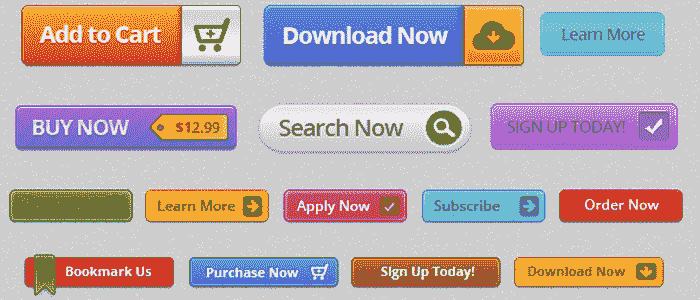 Add to Cart
Download Now
Learn More
BUY NOW
$12.99
Search Now
SIGN UP TODAY!
Learn More
Apply Now
Subscribe
Order Now
Bookmark Us
Purchase Now
Sign Up Today!
Download Now